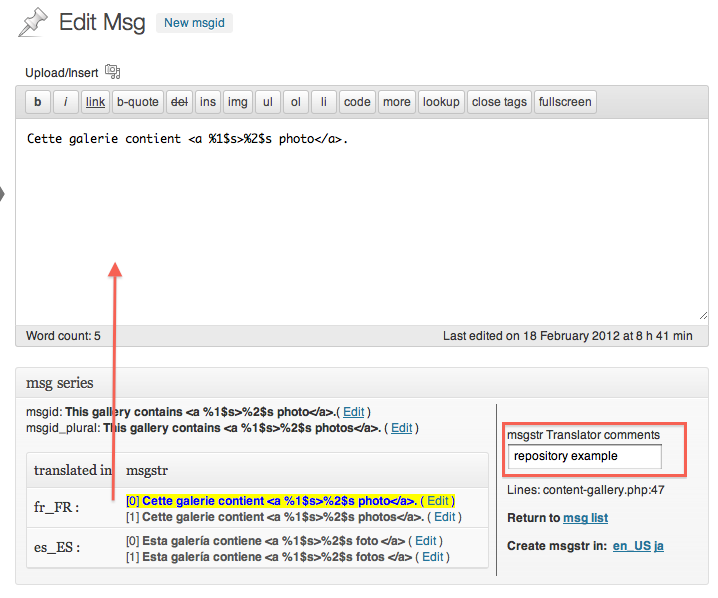 Edit Msg New msgid
Upload/Insert
b i link b-quote del ins img ul ol li code more lookup close tags fullscreen
Cette galerie contient <a %1$s>%2$s photo</a>.
Word count: 5 Last edited on 18 February 2012 at 8 h 41 min
msg series
msgid: This gallery contains <a %1$s>%2$s photo</a>.( Edit )
msgid_plural: This gallery contains <a %1$s>%2$s photos</a>. ( Edit )
translated in msgstr
fr_FR :
[0] Cette galerie contient <a %1$s>%2$s photo</a>. ( Edit )
[1] Cette galerie contient <a %1$s>%2$s photos</a>. ( Edit )
es_ES :
[0] Esta galería contiene <a %1$s>%2$s foto </a> ( Edit )
[1] Esta galería contiene <a %1$s>%2$s fotos </a> ( Edit )
msgstr Translator comments
repository example
Lines: content-gallery.php:47
Return to msg list
Create msgstr in: en_US ja